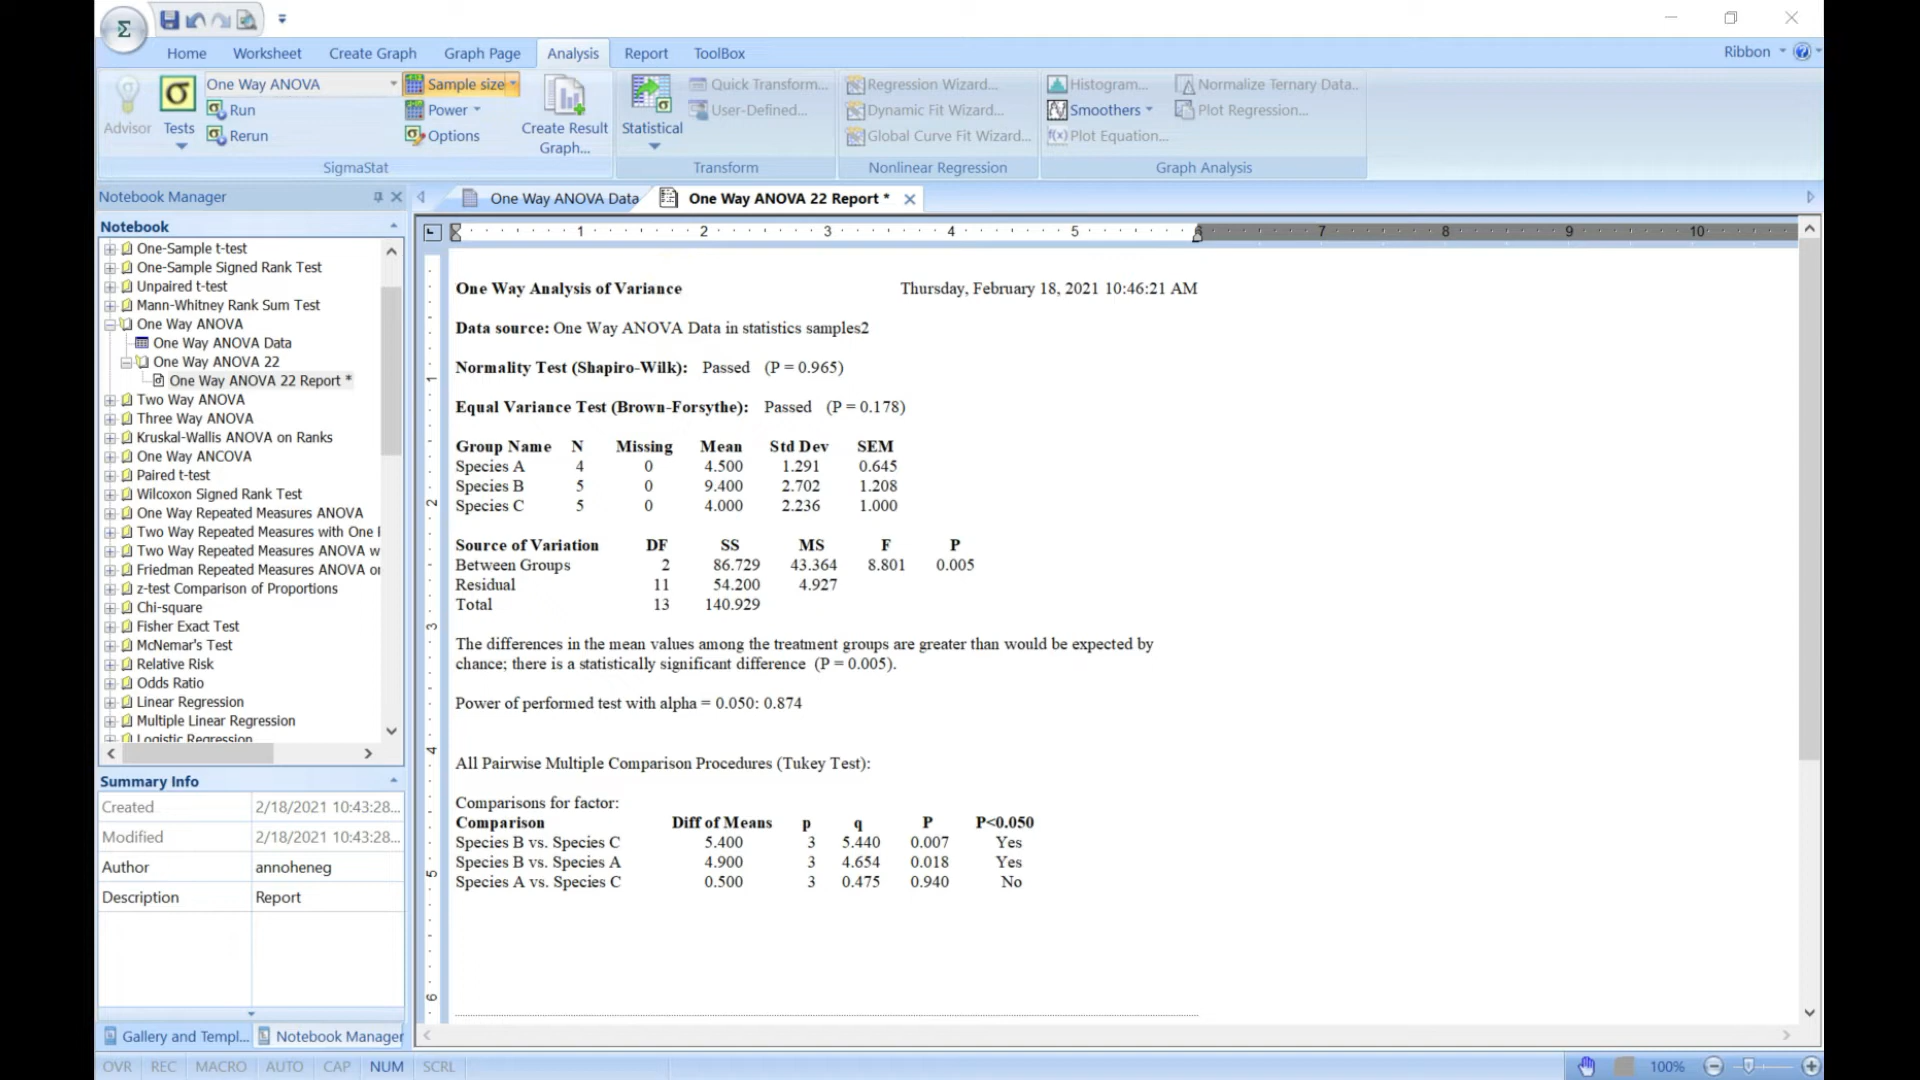 Σ
Home Worksheet Create Graph Graph Page Analysis Report ToolBox Ribbon
One Way ANOVA Sample size Quick Transform... Regression Wizard... Histogram... Normalize Ternary Data..
Run Power User-Defined... Dynamic Fit Wizard... Smoothers Plot Regression...
Advisor Tests Rerun Options Create Result Graph... Statistical Global Curve Fit Wizard... f(x) Plot Equation...
SigmaStat Transform Nonlinear Regression Graph Analysis
Notebook Manager
One Way ANOVA Data One Way ANOVA 22 Report *
Notebook
One-Sample t-test
One-Sample Signed Rank Test
Unpaired t-test
Mann-Whitney Rank Sum Test
One Way ANOVA
One Way ANOVA Data
One Way ANOVA 22
One Way ANOVA 22 Report *
Two Way ANOVA
Three Way ANOVA
Kruskal-Wallis ANOVA on Ranks
One Way ANCOVA
Paired t-test
Wilcoxon Signed Rank Test
One Way Repeated Measures ANOVA
Two Way Repeated Measures with One
Two Way Repeated Measures ANOVA w
Friedman Repeated Measures ANOVA or
z-test Comparison of Proportions
Chi-square
Fisher Exact Test
McNemar's Test
Relative Risk
Odds Ratio
Linear Regression
Multiple Linear Regression
Logistic Regression
Summary Info
Created 2/18/2021 10:43:28...
Modified 2/18/2021 10:43:28...
Author annoheneg
Description Report
Gallery and Templ... Notebook Manager
1 2 3 4 5 6 7 8 9 10
1
2
3
4
5
6
One Way Analysis of Variance Thursday, February 18, 2021 10:46:21 AM
Data source: One Way ANOVA Data in statistics samples2
Normality Test (Shapiro-Wilk): Passed (P = 0.965)
Equal Variance Test (Brown-Forsythe): Passed (P = 0.178)
Group Name N Missing Mean Std Dev SEM
Species A 4 0 4.500 1.291 0.645
Species B 5 0 9.400 2.702 1.208
Species C 5 0 4.000 2.236 1.000
Source of Variation DF SS MS F P
Between Groups 2 86.729 43.364 8.801 0.005
Residual 11 54.200 4.927
Total 13 140.929
The differences in the mean values among the treatment groups are greater than would be expected by
chance; there is a statistically significant difference (P = 0.005).
Power of performed test with alpha = 0.050: 0.874
All Pairwise Multiple Comparison Procedures (Tukey Test):
Comparisons for factor:
Comparison Diff of Means p q P P<0.050
Species B vs. Species C 5.400 3 5.440 0.007 Yes
Species B vs. Species A 4.900 3 4.654 0.018 Yes
Species A vs. Species C 0.500 3 0.475 0.940 No
OVR REC MACRO AUTO CAP NUM SCRL 100%